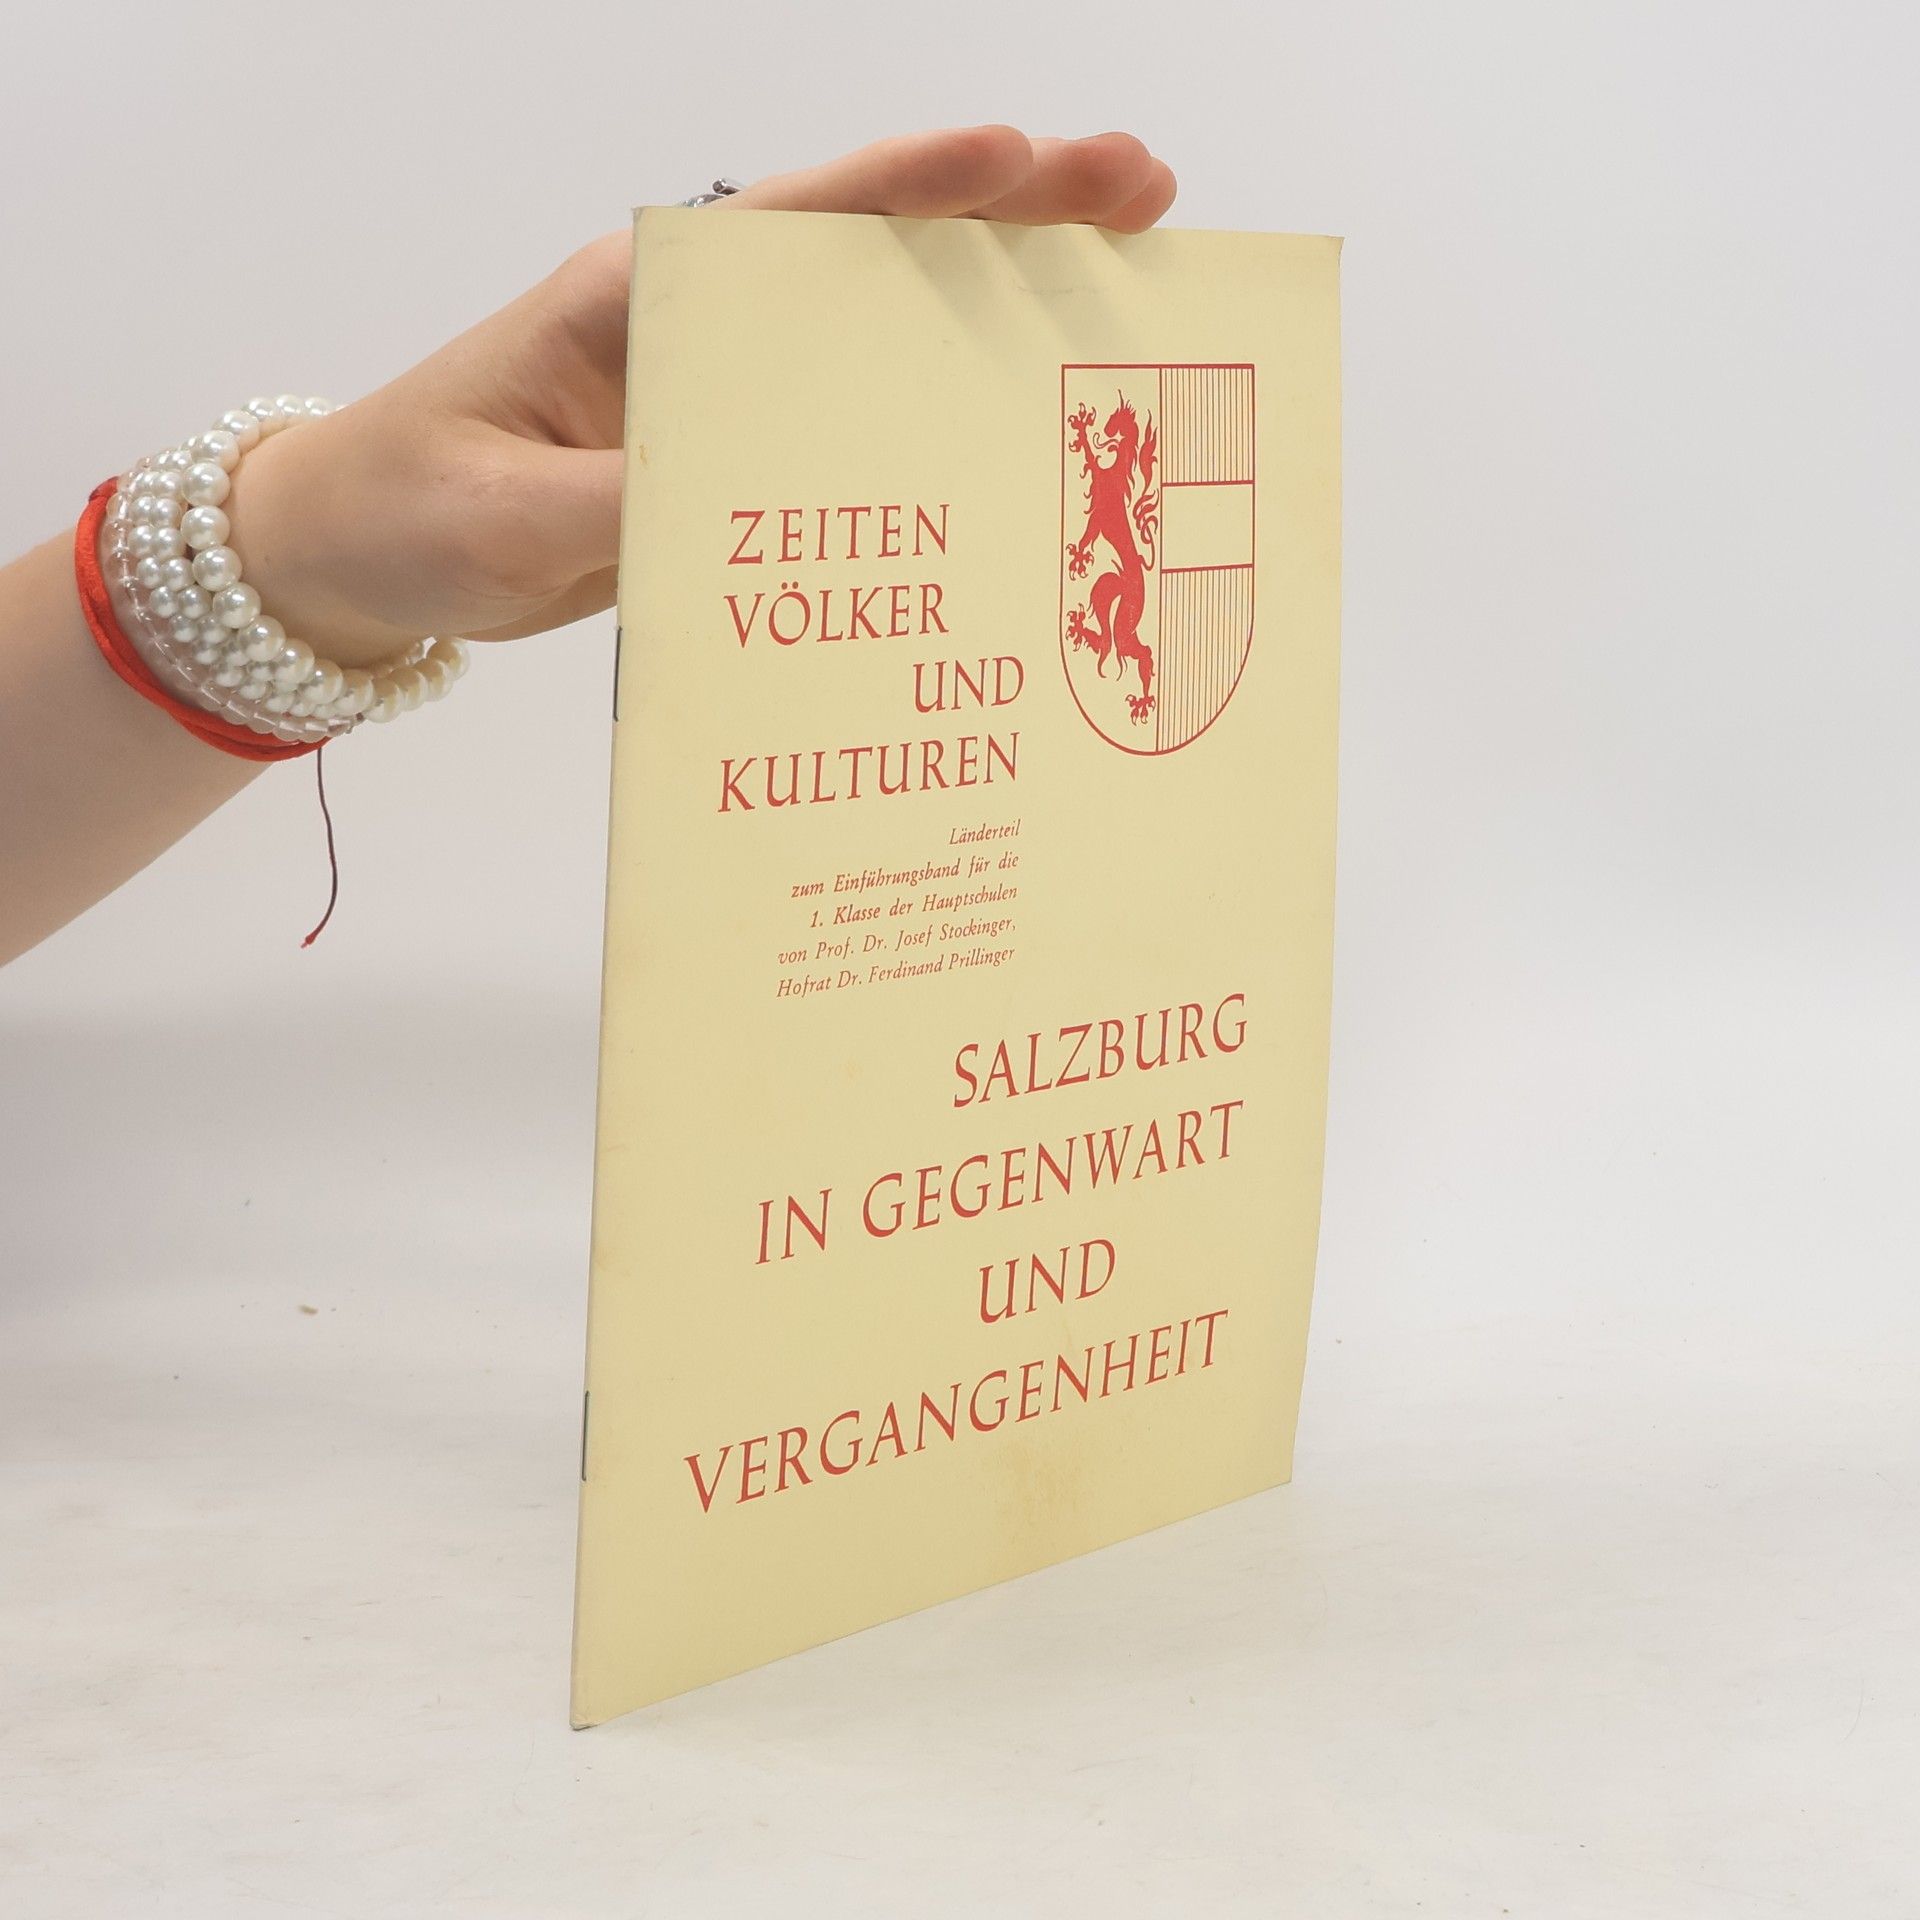 ZEITEN
VÖLKER
UND
KULTUREN
Länderteil
zum Einführungsband für die
1. Klasse der Hauptschulen
von Prof. Dr. Josef Stockinger,
Hofrat Dr. Ferdinand Prillinger
SALZBURG
IN GEGENWART
UND
VERGANGENHEIT